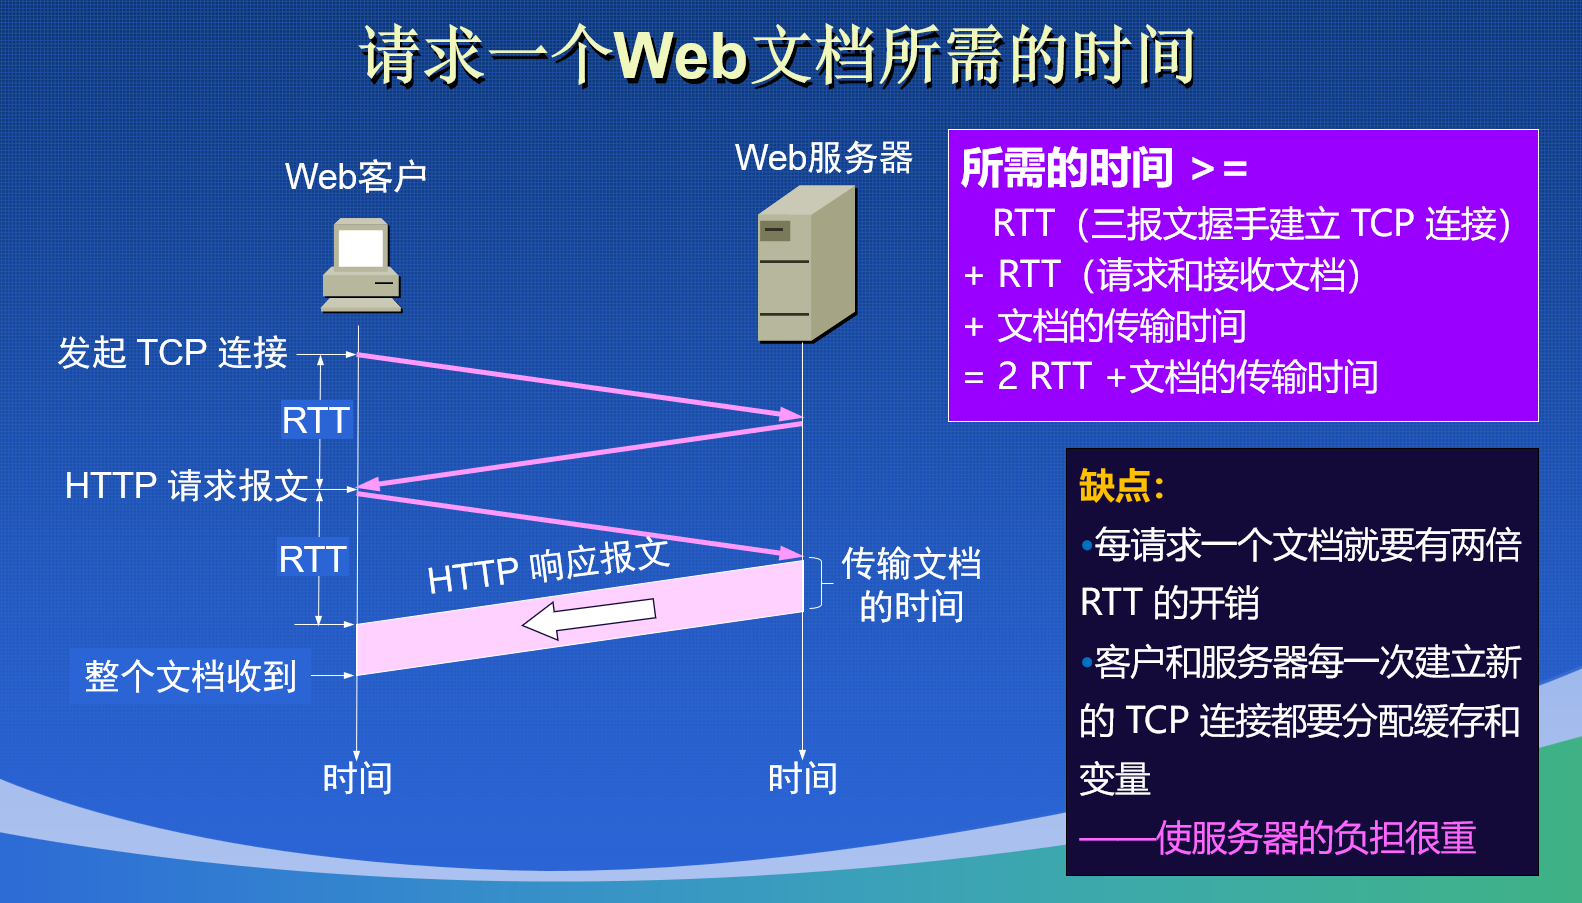 请求一个Web文档所需的时间
Web客户
Web服务器
发起 TCP 连接
RTT
HTTP 请求报文
RTT
HTTP 响应报文
传输文档
的时间
整个文档收到
时间
时间
所需的时间 >=
RTT（三报文握手建立 TCP 连接）
+ RTT（请求和接收文档）
+ 文档的传输时间
= 2 RTT +文档的传输时间
缺点：
•每请求一个文档就要有两倍
RTT 的开销
•客户和服务器每一次建立新
的 TCP 连接都要分配缓存和
变量
——使服务器的负担很重